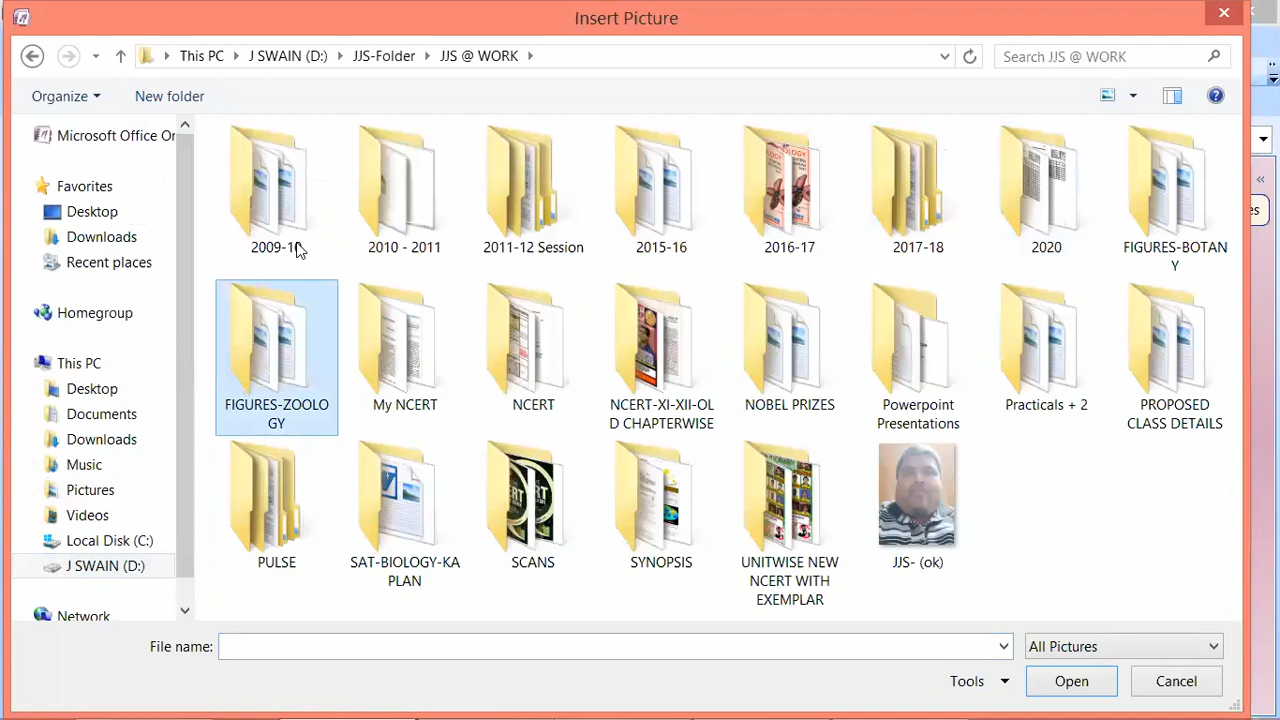 Insert Picture
This PC
J SWAIN (D:)
JJS-Folder
JJS @ WORK
Search JJS @ WORK
Organize
New folder
Microsoft Office Or
Favorites
Desktop
Downloads
Recent places
Homegroup
This PC
Desktop
Documents
Downloads
Music
Pictures
Videos
Local Disk (C:)
J SWAIN (D:)
Network
2009-10
2010 - 2011
2011-12 Session
2015-16
2016-17
2017-18
2020
FIGURES-BOTAN
Y
FIGURES-ZOOLO
GY
My NCERT
NCERT
NCERT-XI-XII-OL
D CHAPTERWISE
NOBEL PRIZES
Powerpoint
Presentations
Practicals + 2
PROPOSED
CLASS DETAILS
PULSE
SAT-BIOLOGY-KA
PLAN
SCANS
SYNOPSIS
UNITWISE NEW
NCERT WITH
EXEMPLAR
JJS- (ok)
File name:
All Pictures
Tools
Open
Cancel